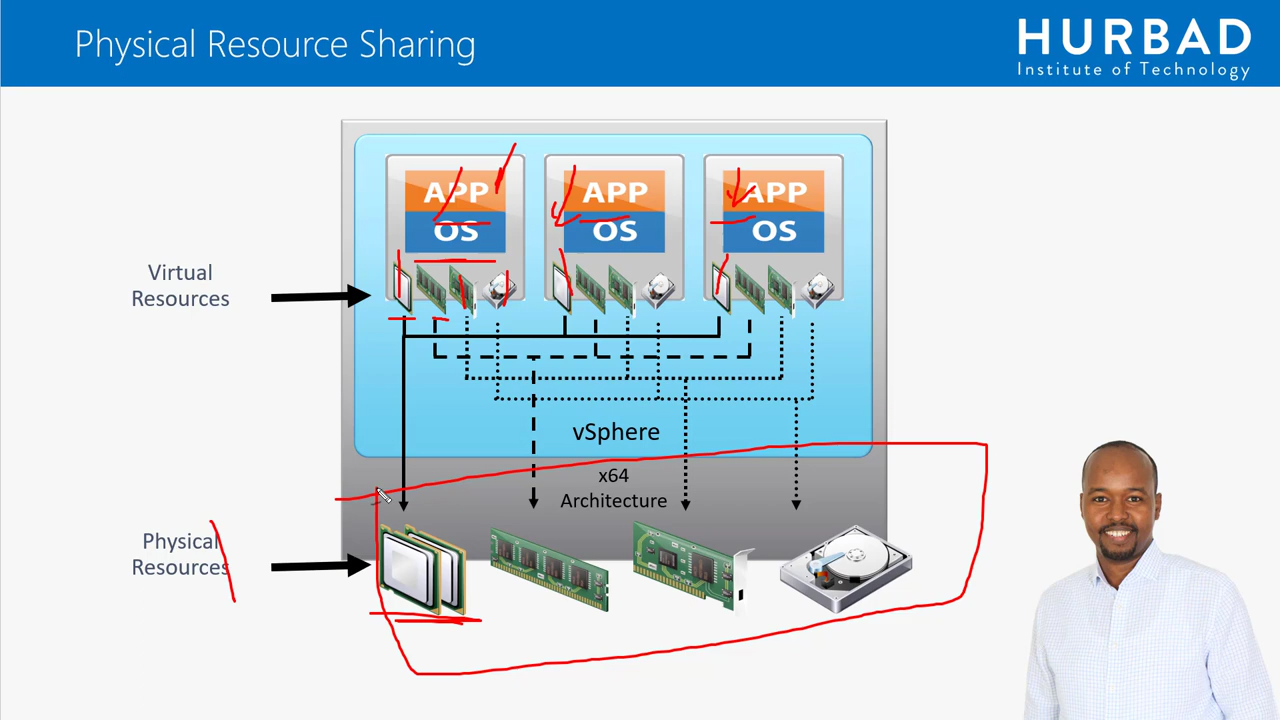 Physical Resource Sharing
HURBAD
Institute of Technology
APP
OS
APP
OS
APP
OS
Virtual
Resources
vSphere
x64
Architecture
Physical
Resources